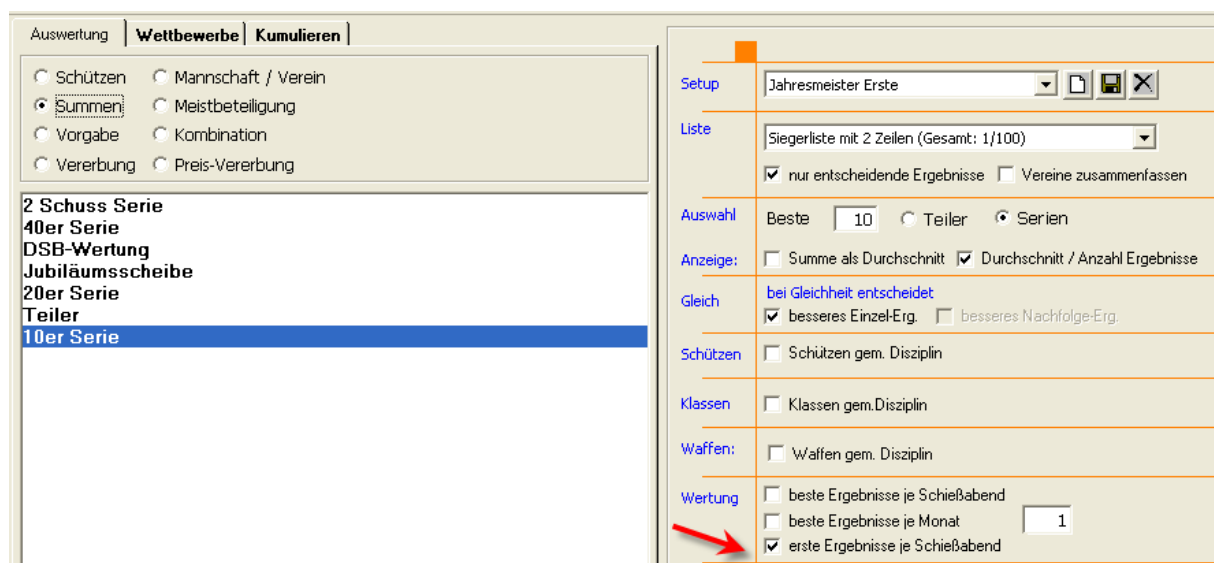 Auswertung Wettbewerbe Kumulieren
Schützen Mannschaft / Verein
Summen Meistbeteiligung
Vorgabe Kombination
Vererbung Preis-Vererbung
2 Schuss Serie
40er Serie
DSB-Wertung
Jubiläumsscheibe
20er Serie
Teiler
10er Serie
Setup Jahresmeister Erste
Liste Siegerliste mit 2 Zeilen (Gesamt: 1/100)
nur entscheidende Ergebnisse Vereine zusammenfassen
Auswahl Beste 10 Teiler Serien
Anzeige: Summe als Durchschnitt Durchschnitt / Anzahl Ergebnisse
Gleich bei Gleichheit entscheidet
besseres Einzel-Erg. besseres Nachfolge-Erg.
Schützen Schützen gem. Disziplin
Klassen Klassen gem.Disziplin
Waffen: Waffen gem. Disziplin
Wertung beste Ergebnisse je Schießabend
beste Ergebnisse je Monat 1
erste Ergebnisse je Schießabend